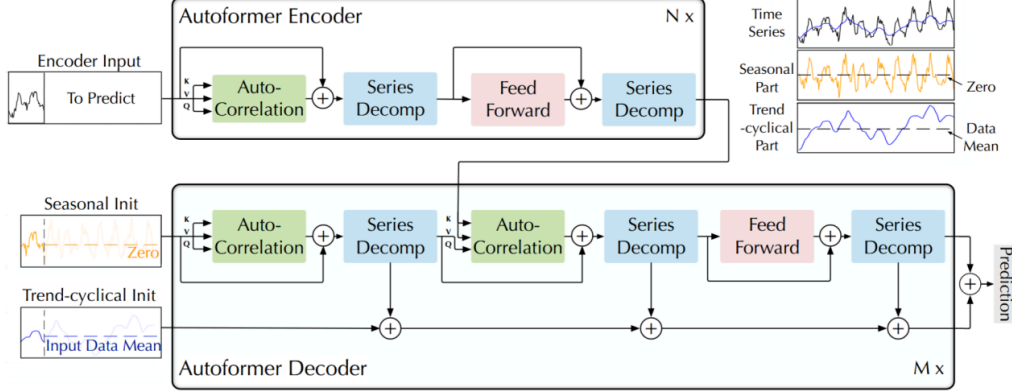 Autoformer Encoder
N x
Encoder Input
To Predict
K
V
Q
Auto-
Correlation
+
Series
Decomp
Feed
Forward
+
Series
Decomp
Time
Series
Seasonal
Part
Zero
Trend
-cyclical
Part
Data
Mean
Seasonal Init
Zero
K
V
Q
Auto-
Correlation
+
Series
Decomp
K
V
Q
Auto-
Correlation
+
Series
Decomp
Feed
Forward
+
Series
Decomp
+
Prediction
Trend-cyclical Init
Input Data Mean
+
+
+
Autoformer Decoder
M x